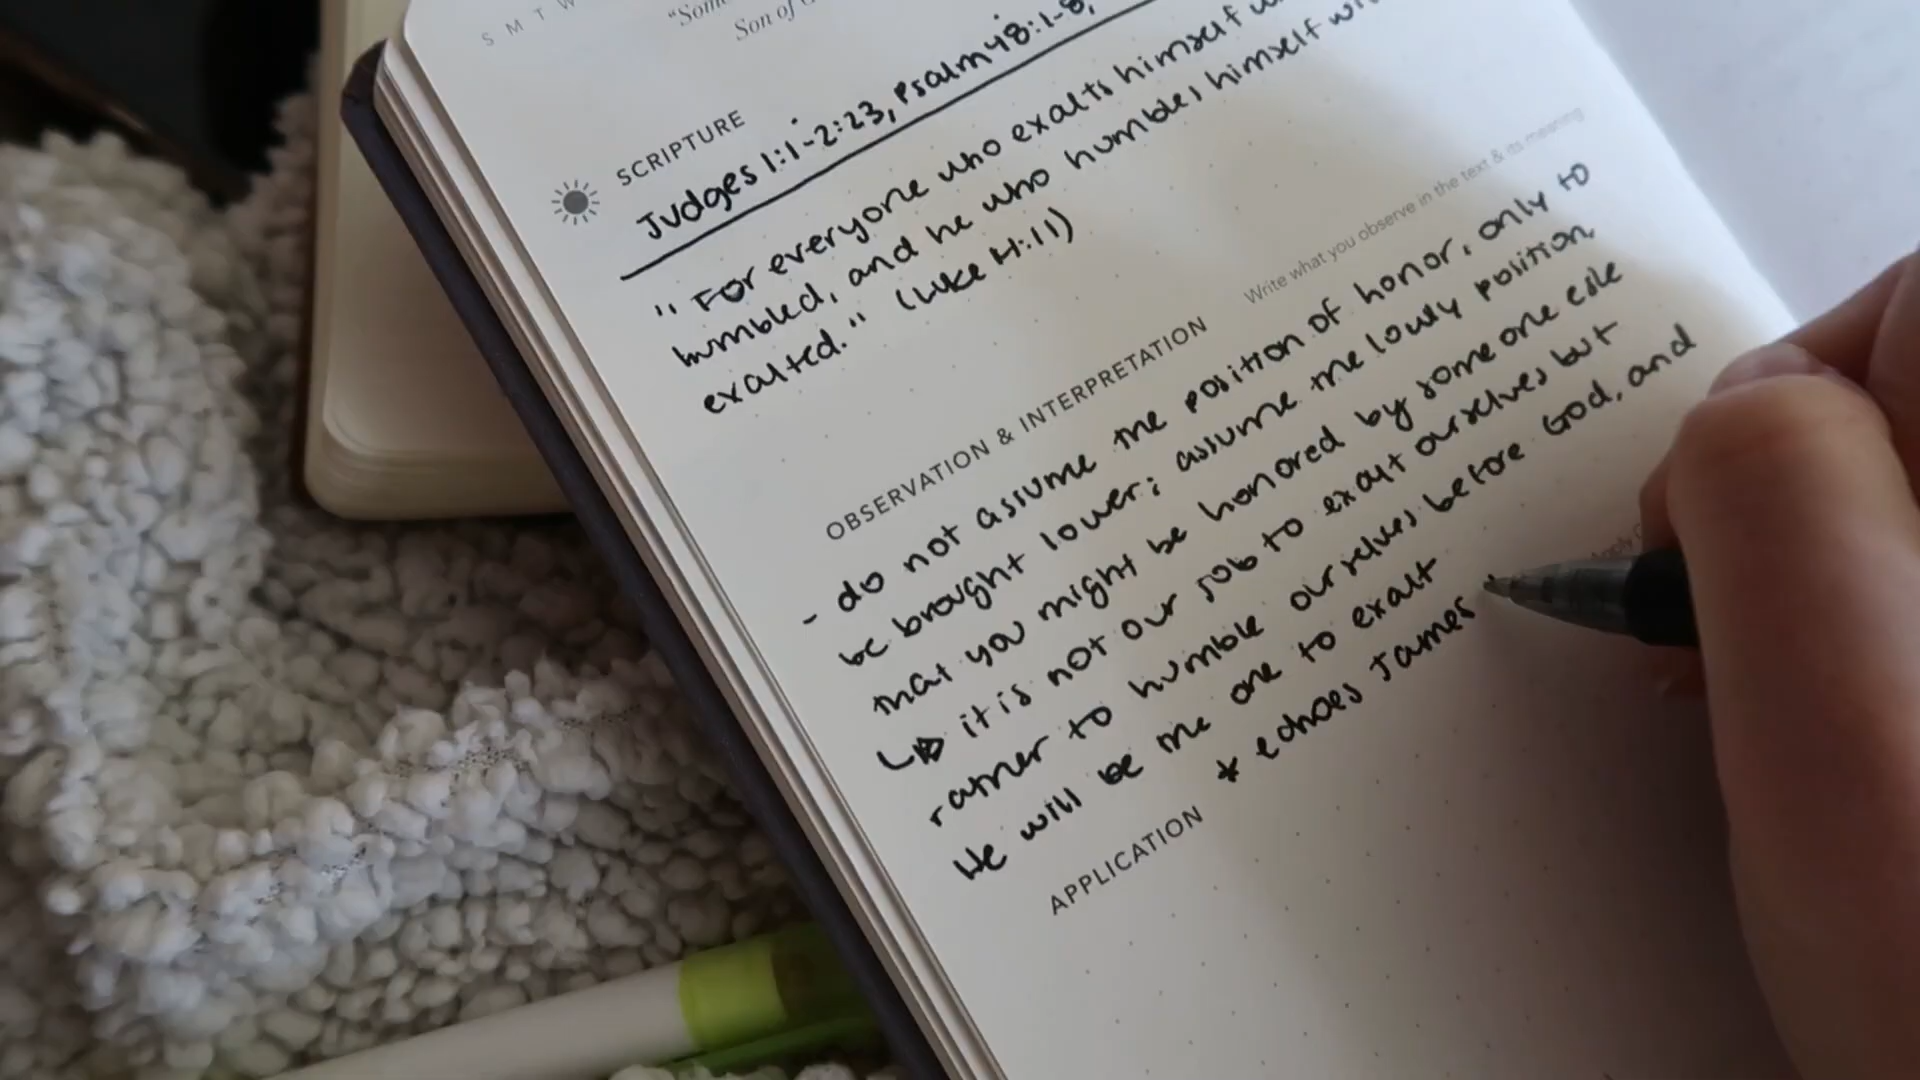 S M T W
"Some
Son of
SCRIPTURE
Judges 1:1-2:23, Psalm 48:1-8,
"For everyone who exalts himself
humbled, and he who humbles himself
exalted." (Luke 14:11)
OBSERVATION & INTERPRETATION Write what you observe in the text & its meaning
- do not assume the position of honor, only to
be brought lower; assume the lowly position,
that you might be honored by someone else
↳ it is not our job to exalt ourselves but
rather to humble ourselves before God, and
He will be the one to exalt
* echoes James
APPLICATION